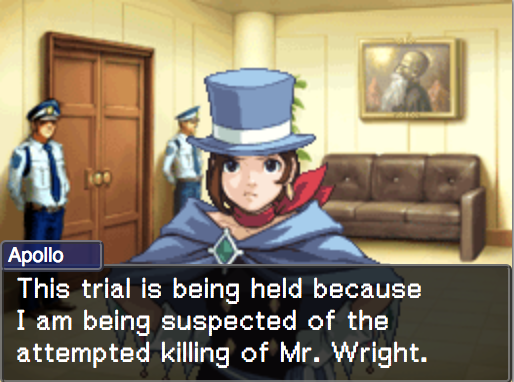 Apollo
This trial is being held because
I am being suspected of the
attempted killing of Mr. Wright.